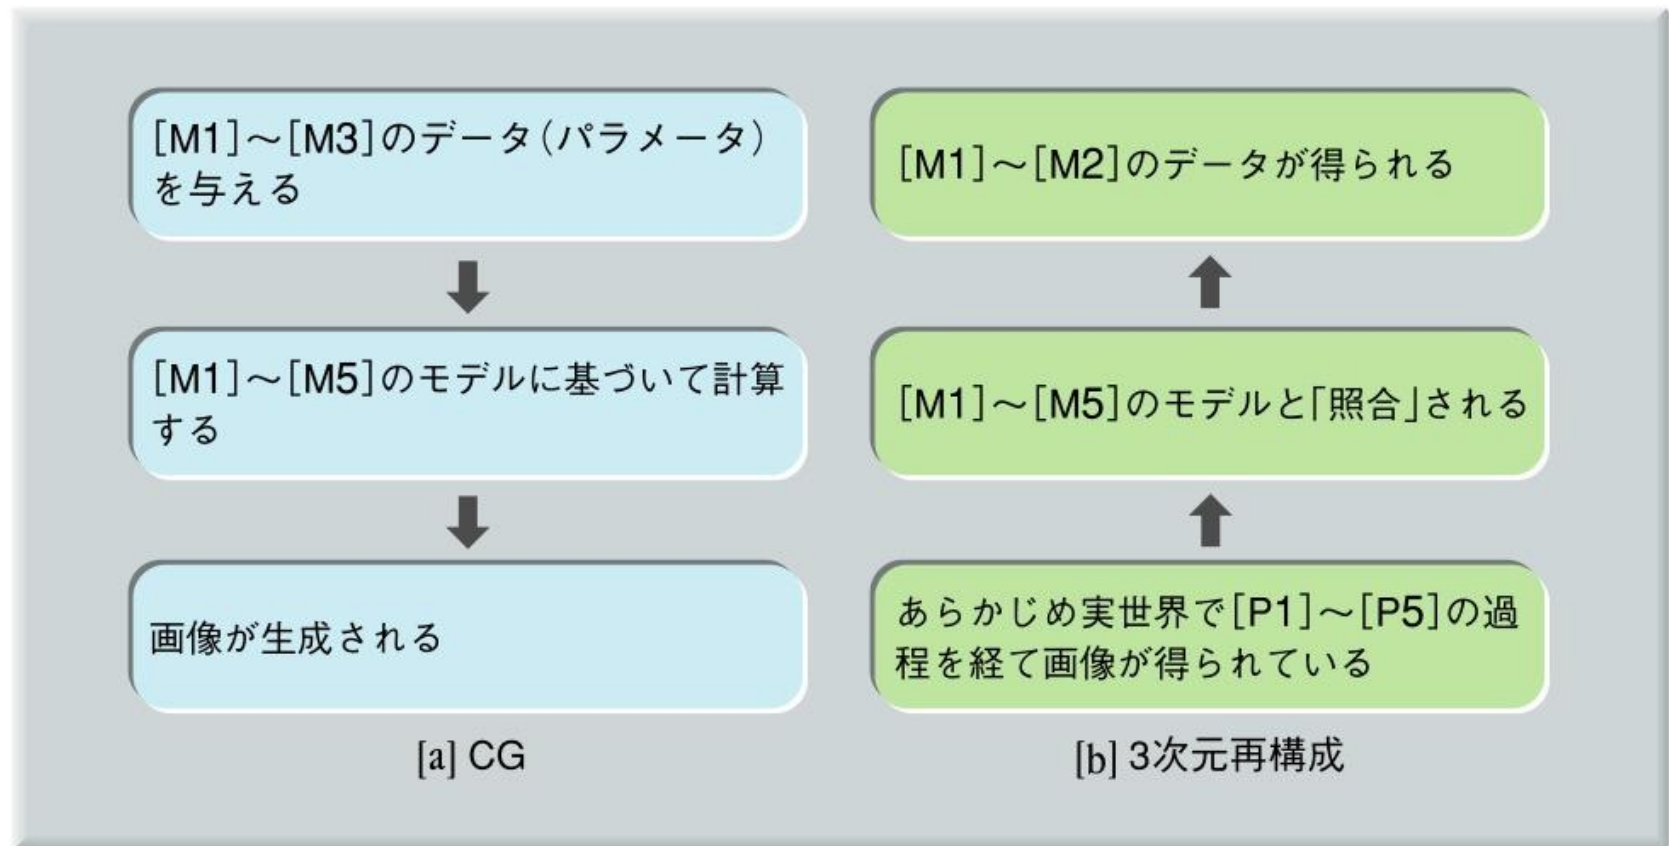 [M1]～[M3]のデータ(パラメータ)
を与える
[M1]～[M5]のモデルに基づいて計算
する
画像が生成される
[a] CG
[M1]～[M2]のデータが得られる
[M1]～[M5]のモデルと「照合」される
あらかじめ実世界で[P1]～[P5]の過
程を経て画像が得られている
[b] 3次元再構成